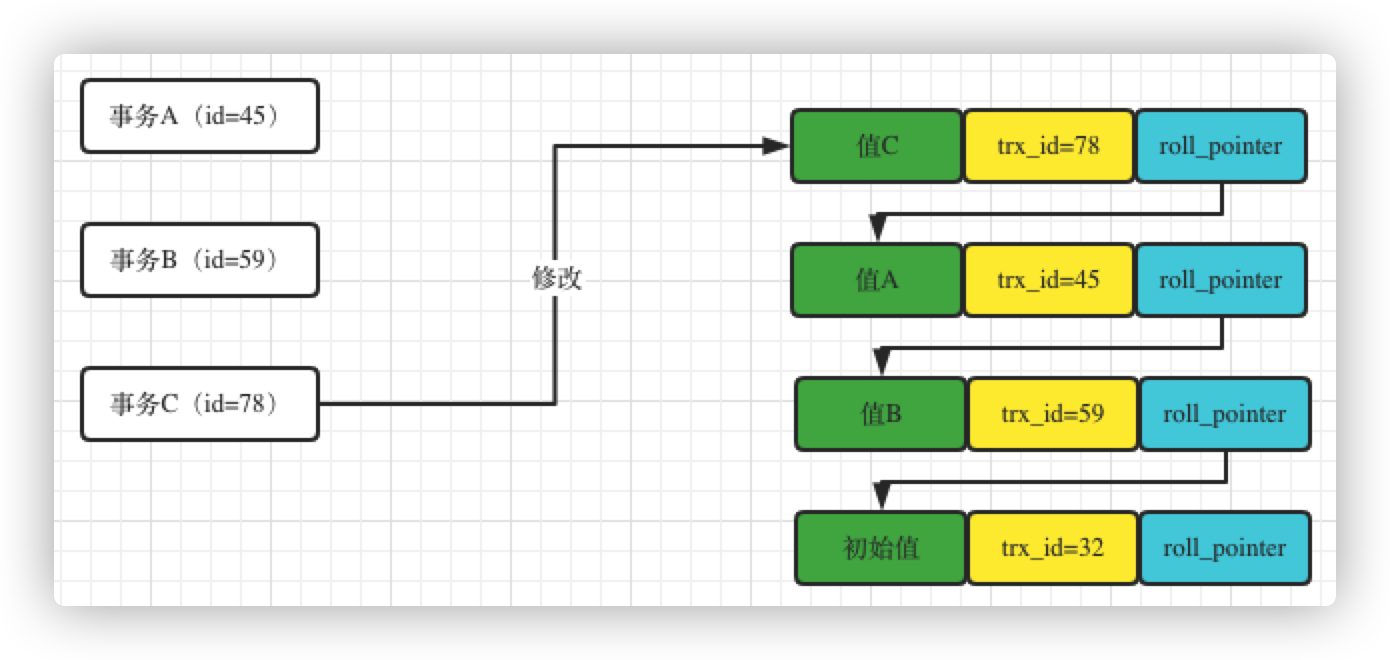 事务A（id=45）
事务B（id=59）
事务C（id=78）
修改
值C trx_id=78 roll_pointer
值A trx_id=45 roll_pointer
值B trx_id=59 roll_pointer
初始值 trx_id=32 roll_pointer